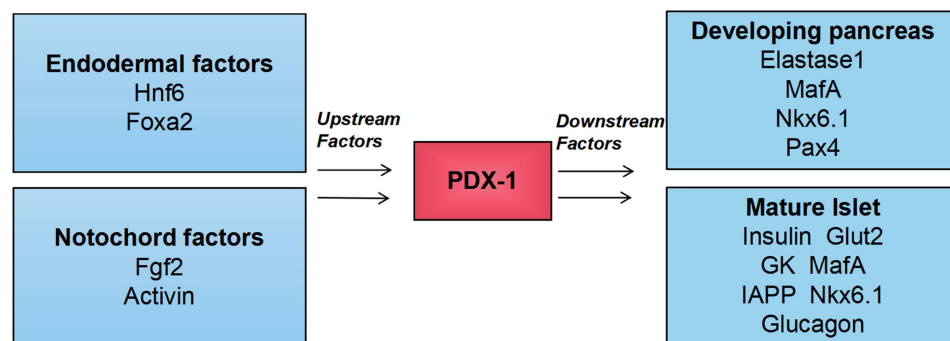 Endodermal factors
Hnf6
Foxa2
Notochord factors
Fgf2
Activin
Upstream
Factors
PDX-1
Downstream
Factors
Developing pancreas
Elastase1
MafA
Nkx6.1
Pax4
Mature Islet
Insulin Glut2
GK MafA
IAPP Nkx6.1
Glucagon